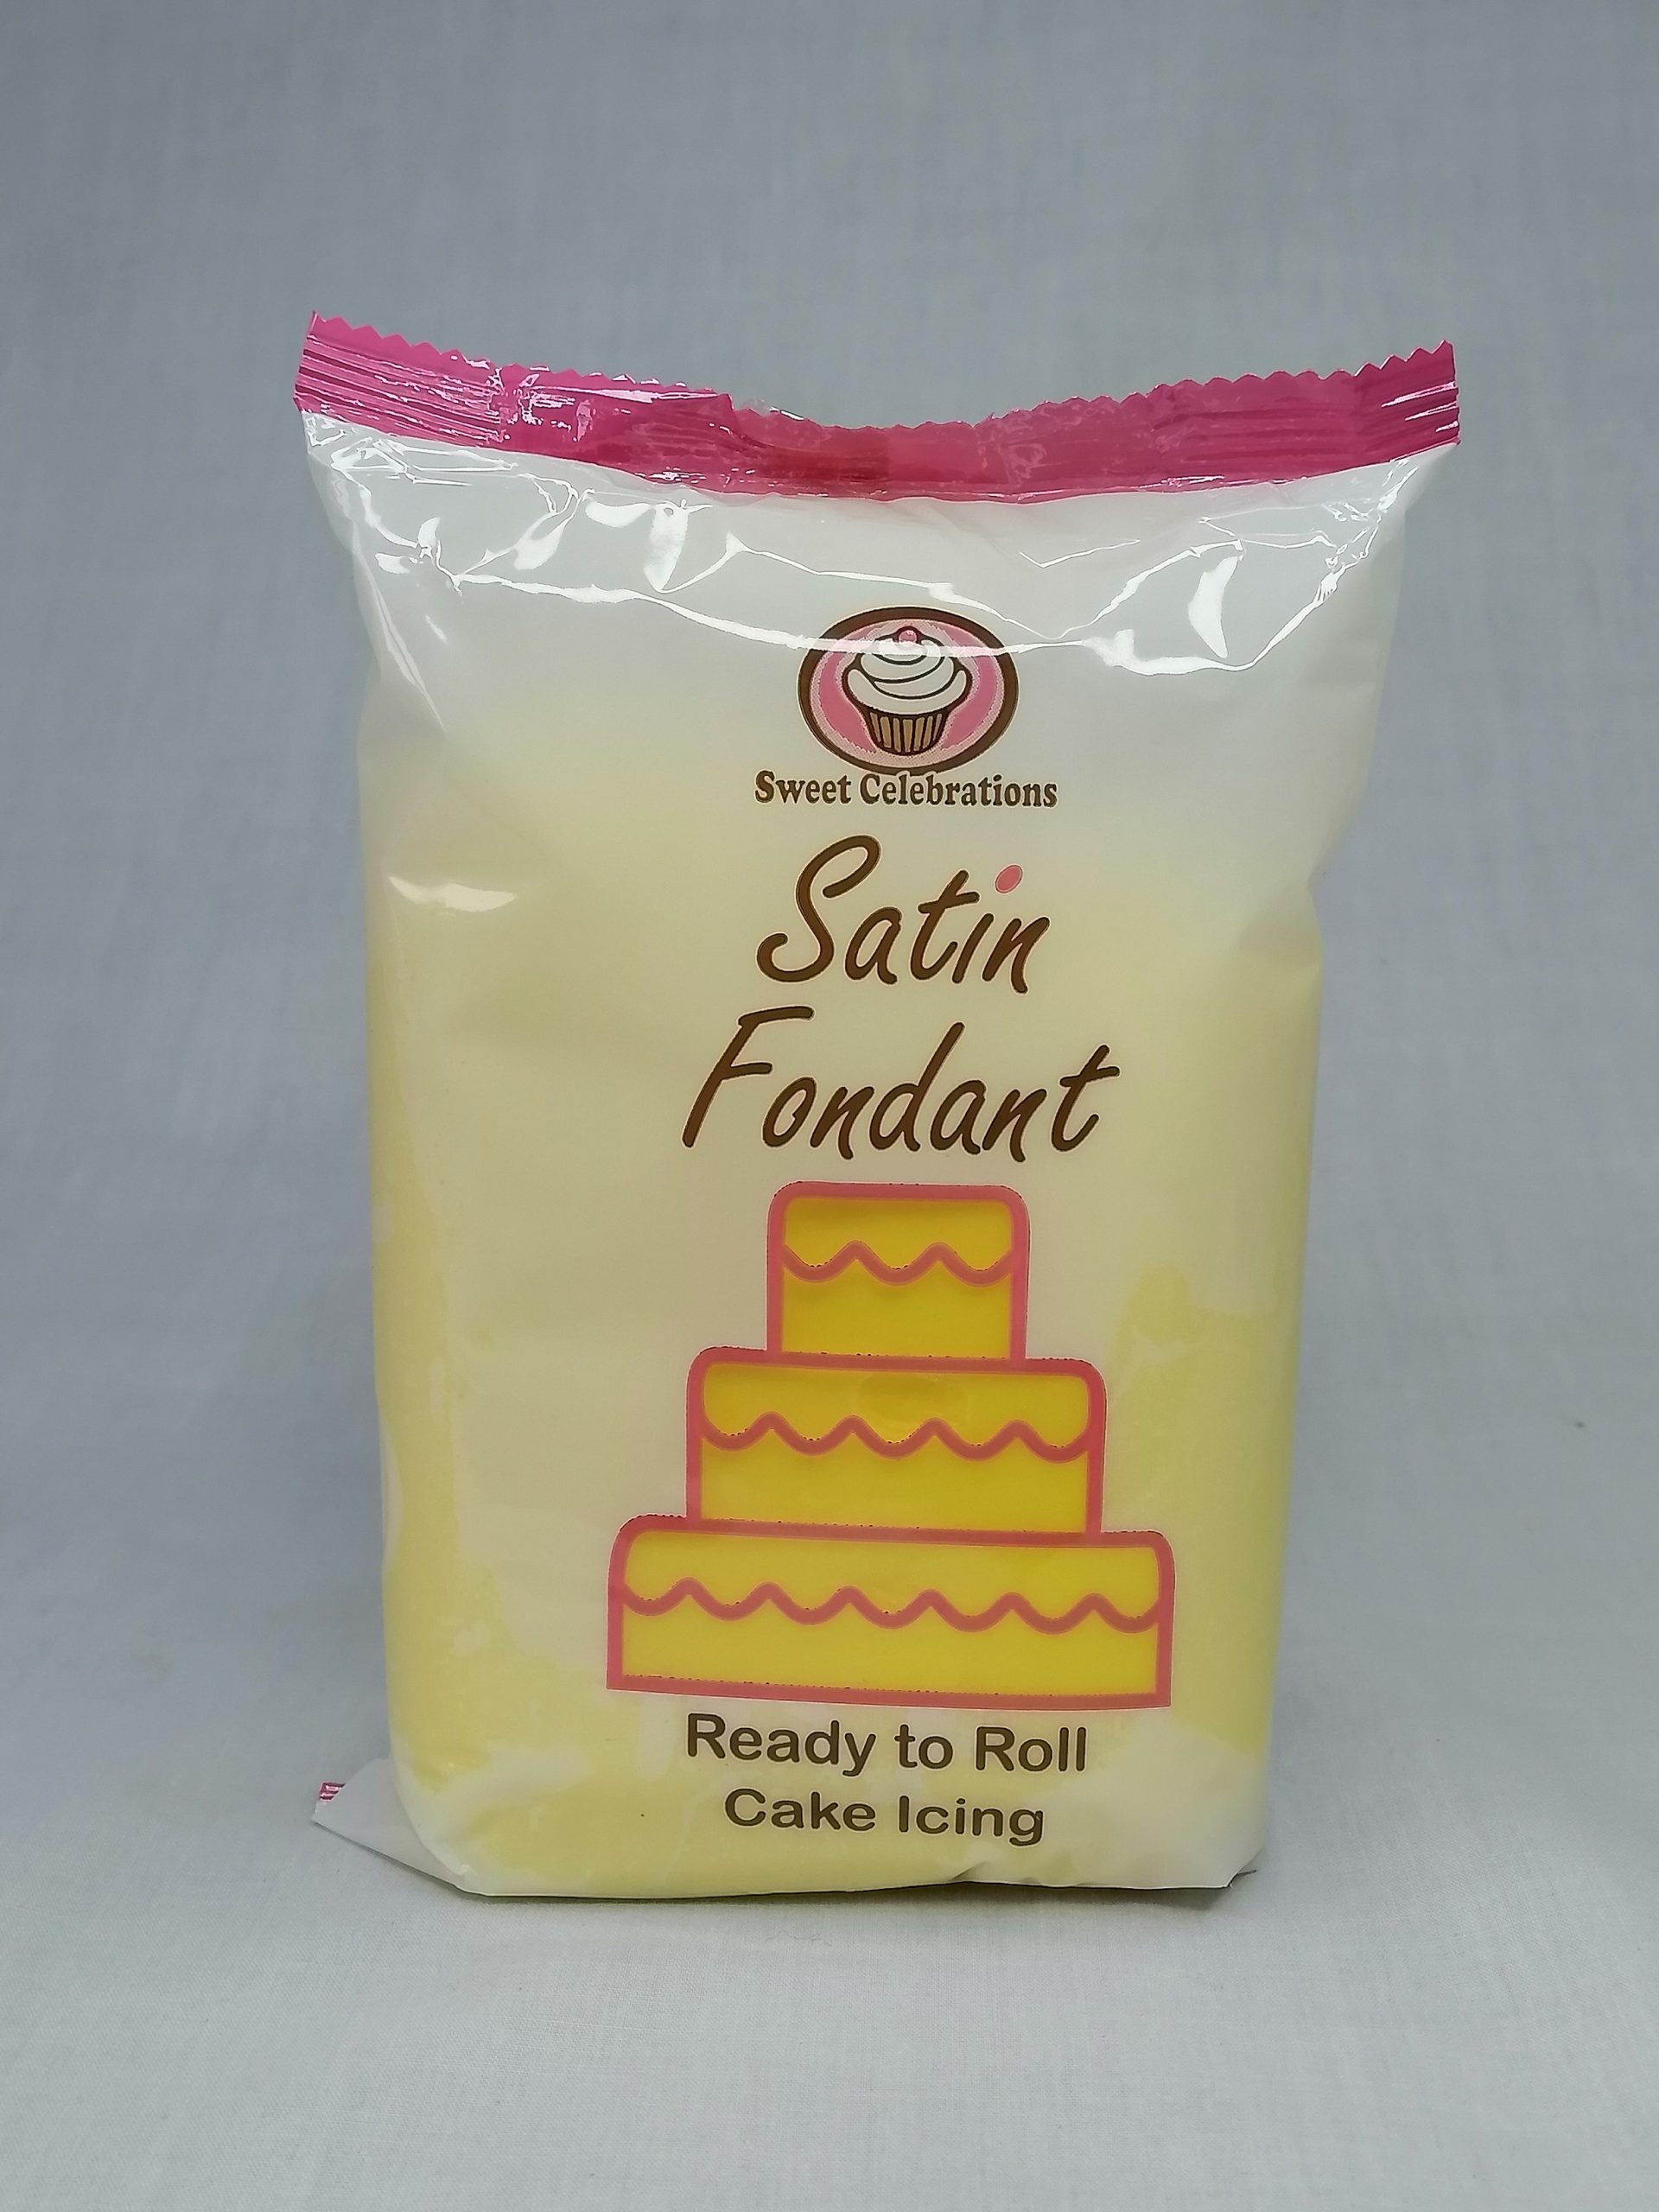 Sweet Celebrations
Satin
Fondant
Ready to Roll
Cake Icing